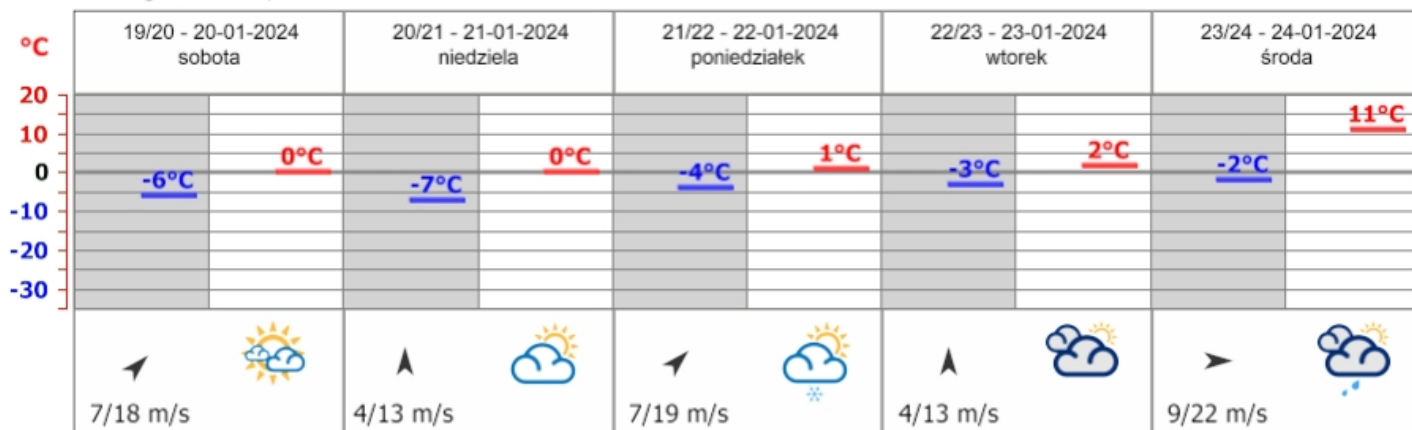 °C
19/20 - 20-01-2024
sobota
20/21 - 21-01-2024
niedziela
21/22 - 22-01-2024
poniedziałek
22/23 - 23-01-2024
wtorek
23/24 - 24-01-2024
środa
20
10
0
-10
-20
-30
-6°C
0°C
-7°C
0°C
-4°C
1°C
-3°C
2°C
-2°C
11°C
7/18 m/s
4/13 m/s
7/19 m/s
4/13 m/s
9/22 m/s